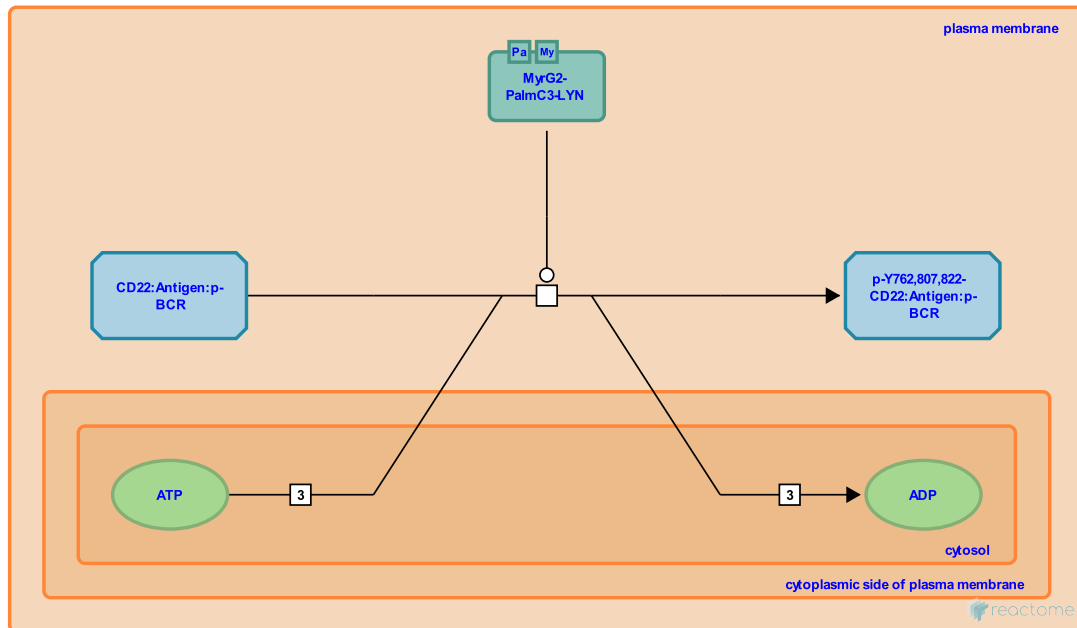 plasma membrane
Pa My
MyrG2-
PalmC3-LYN
CD22:Antigen:p-
BCR
p-Y762,807,822-
CD22:Antigen:p-
BCR
ATP
3
3
ADP
cytosol
cytoplasmic side of plasma membrane
reactome